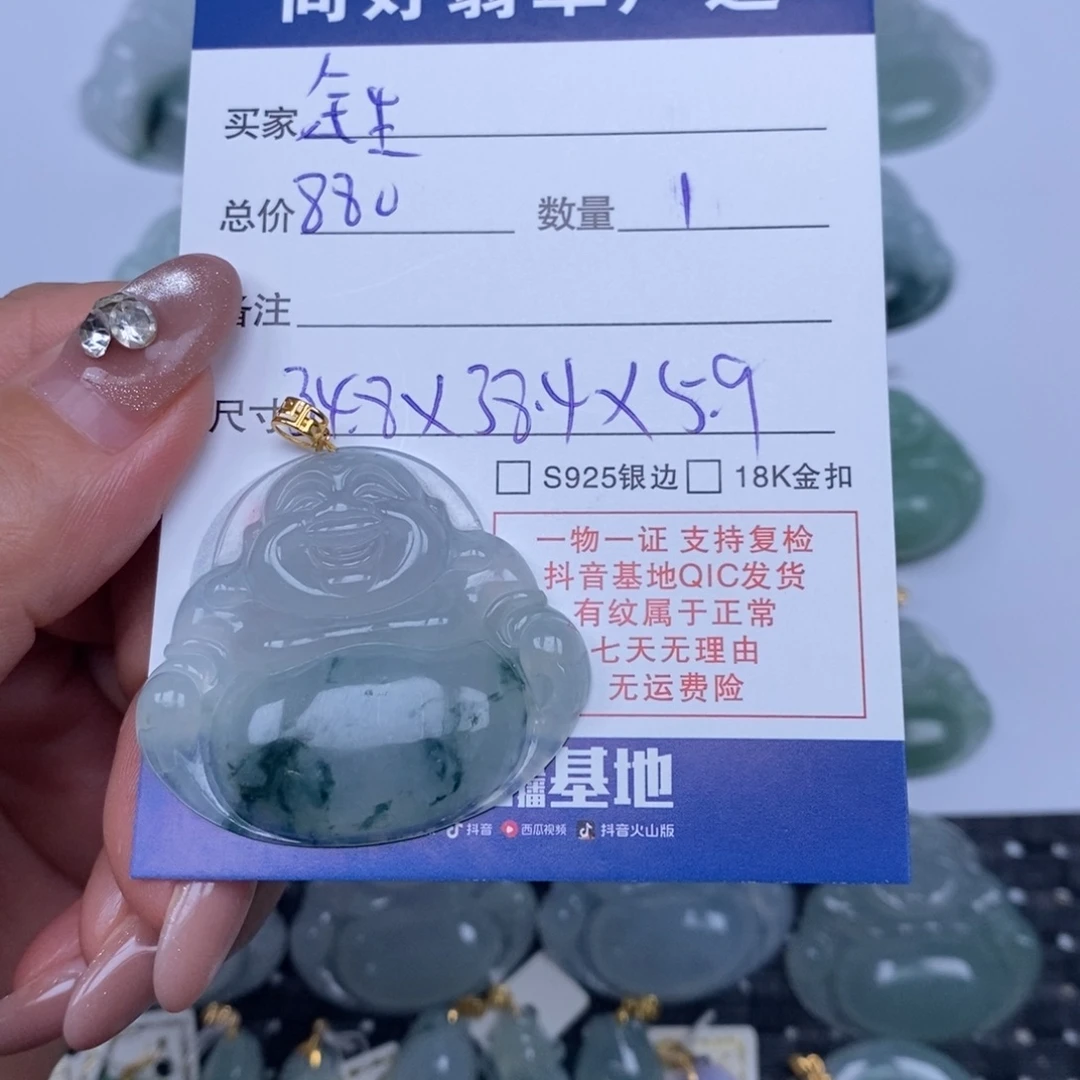 买家 金生
总价 880 数量 1
备注
尺寸 34.8X38.4X5.9
□ S925银边 □ 18K金扣
一物一证 支持复检
抖音基地QIC发货
有纹属于正常
七天无理由
无运费险
播基地
抖音 西瓜视频 抖音火山版